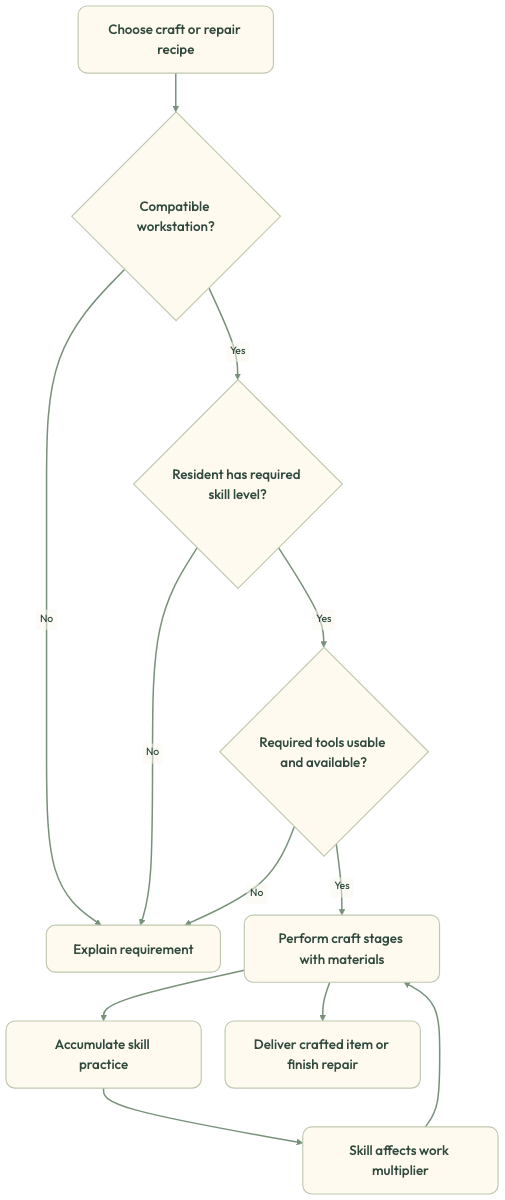 Choose craft or repair
recipe
Compatible
workstation?
Yes
Resident has required
skill level?
No
Yes
No
Required tools usable
and available?
No
Yes
Explain requirement
Perform craft stages
with materials
Accumulate skill
practice
Deliver crafted item or
finish repair
Skill affects work
multiplier